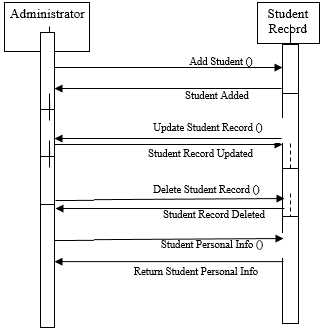 Administrator
Student
Record
Add Student ()
Student Added
Update Student Record ()
Student Record Updated
Delete Student Record ()
Student Record Deleted
Student Personal Info ()
Return Student Personal Info